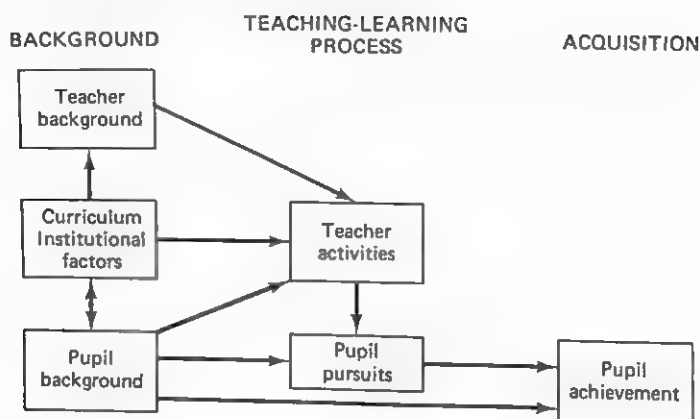 BACKGROUND
TEACHING-LEARNING
PROCESS
ACQUISITION
Teacher
background
Curriculum
Institutional
factors
Teacher
activities
Pupil
background
Pupil
pursuits
Pupil
achievement